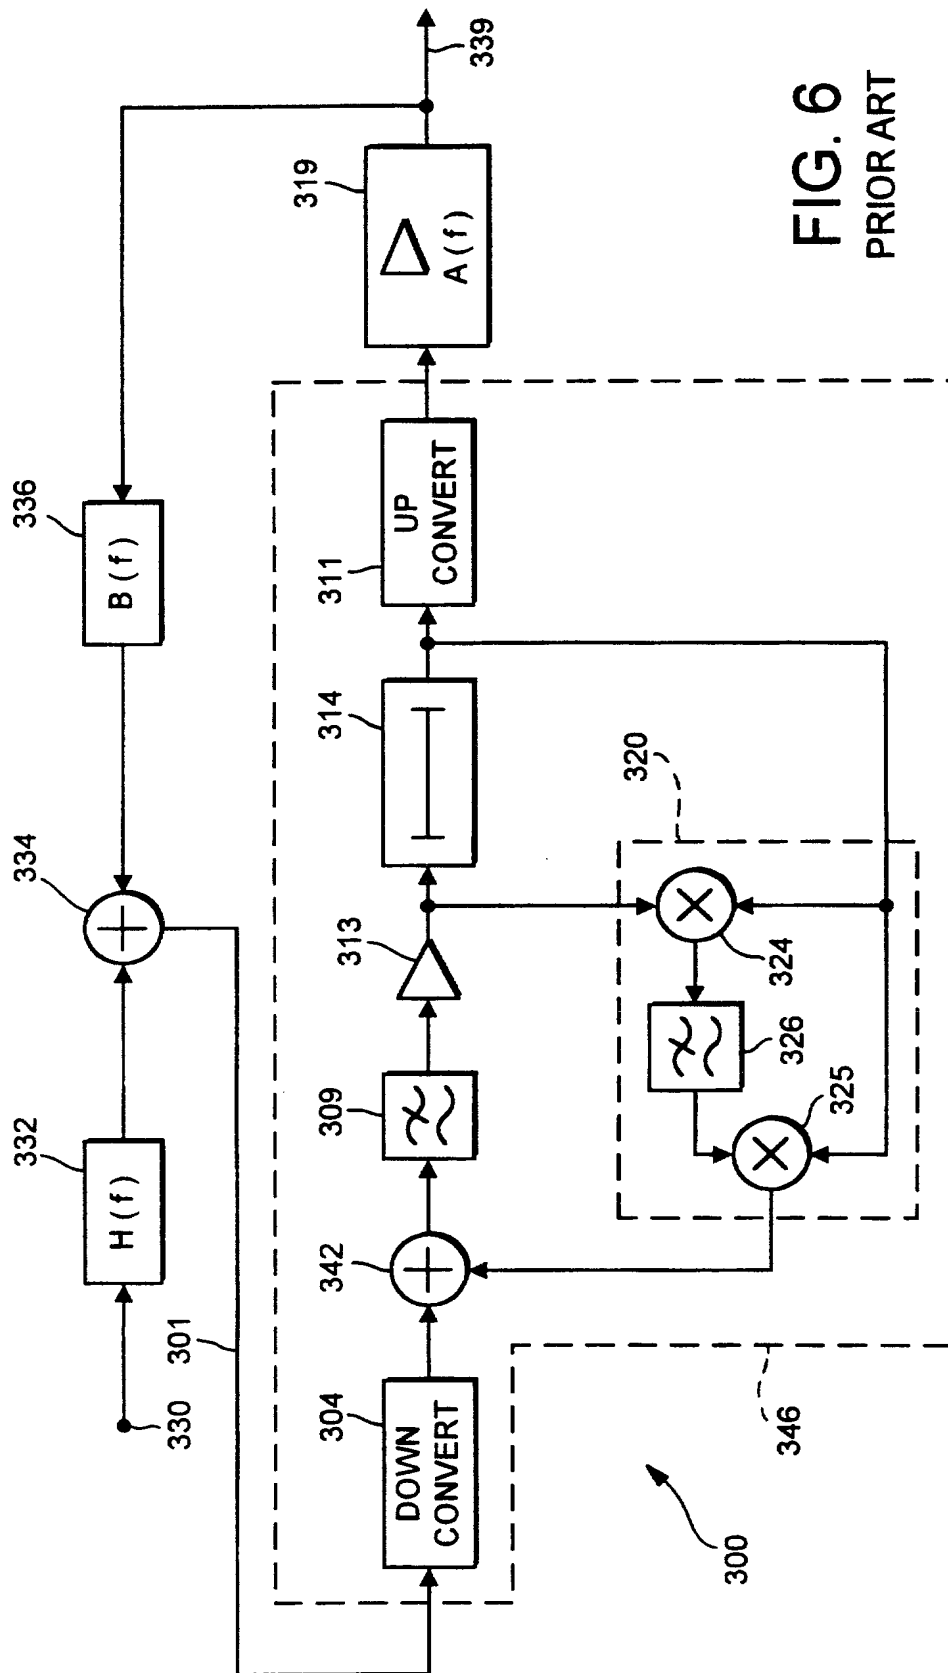 330
332
H(f)
334
336
B(f)
301
304
DOWN
CONVERT
342
309
313
314
311
UP
CONVERT
319
A(f)
339
325
326
324
320
346
300
FIG. 6
PRIOR ART